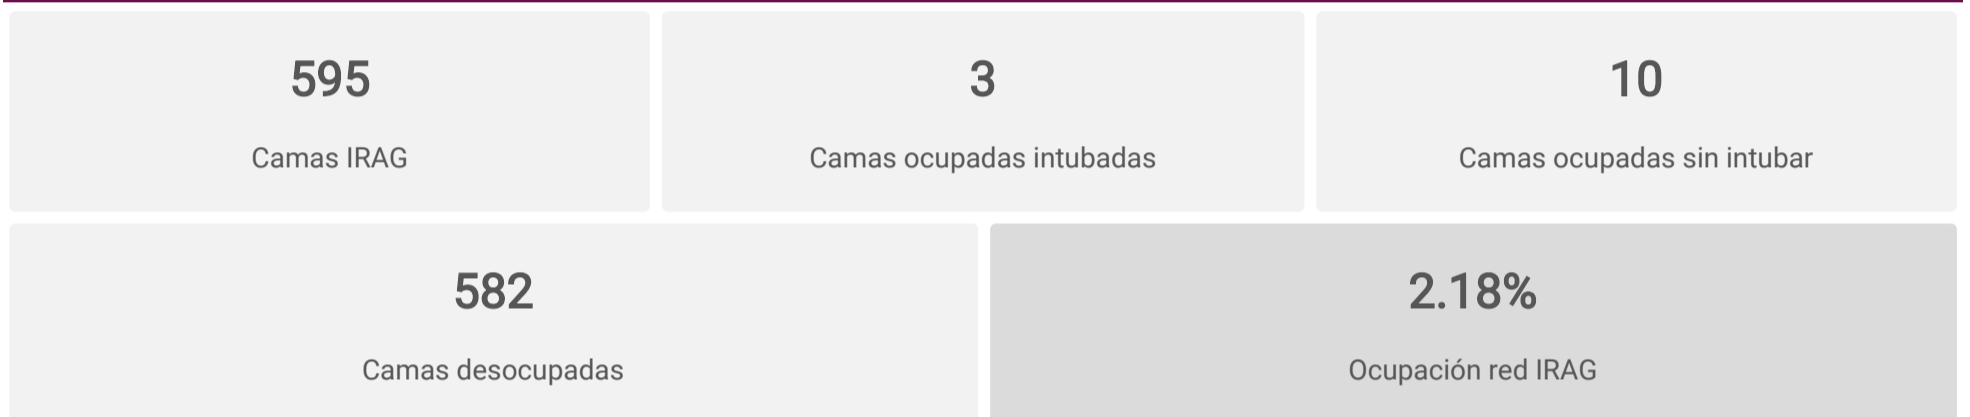 595
Camas IRAG
3
Camas ocupadas intubadas
10
Camas ocupadas sin intubar
582
Camas desocupadas
2.18%
Ocupación red IRAG